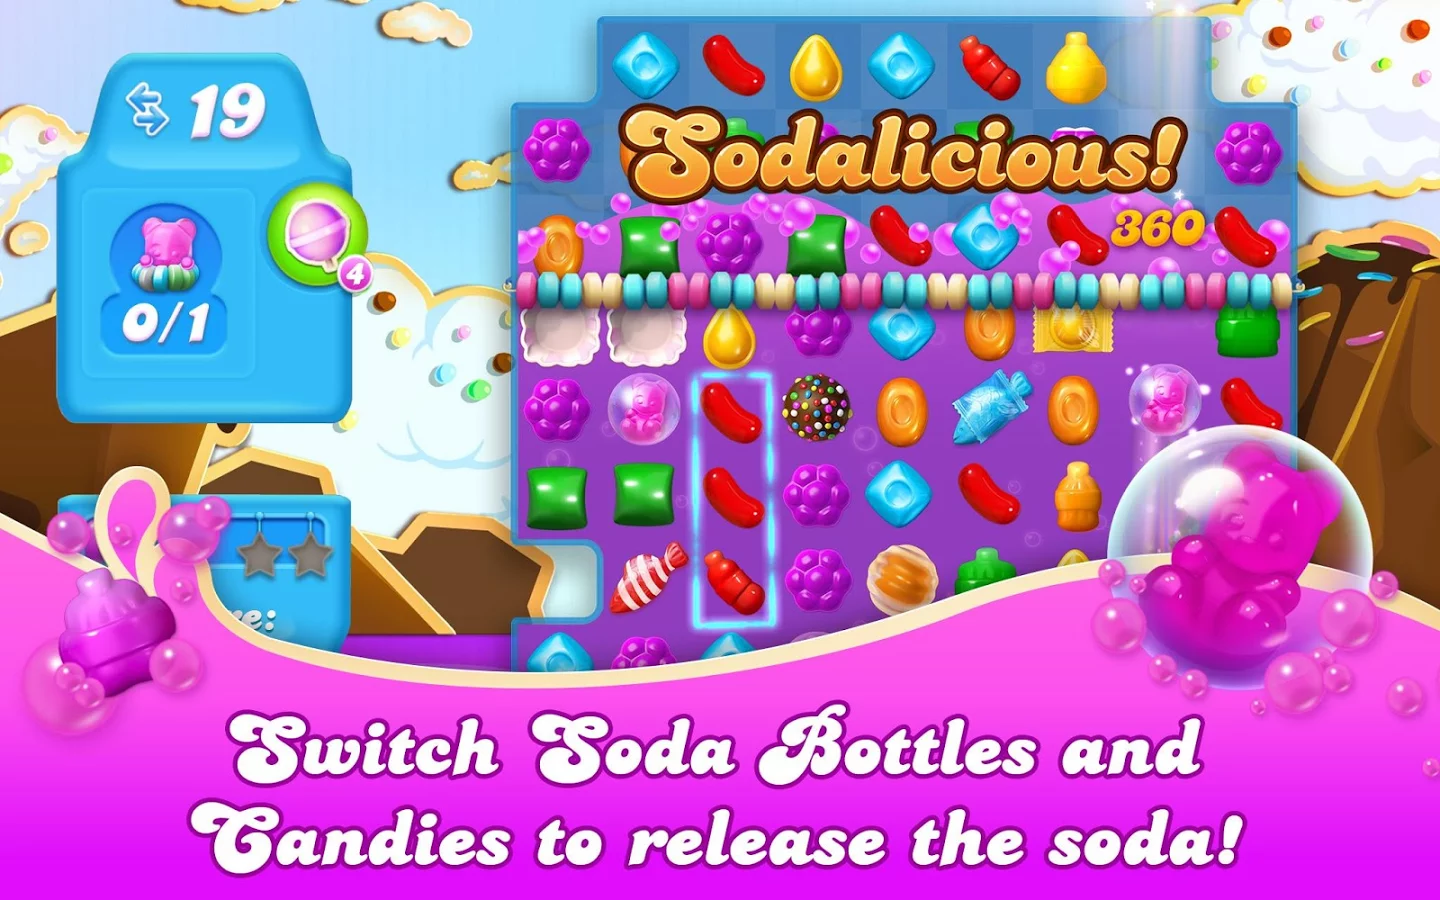 19
Sodalicious!
360
4
0/1
Switch Soda Bottles and
Candies to release the soda!